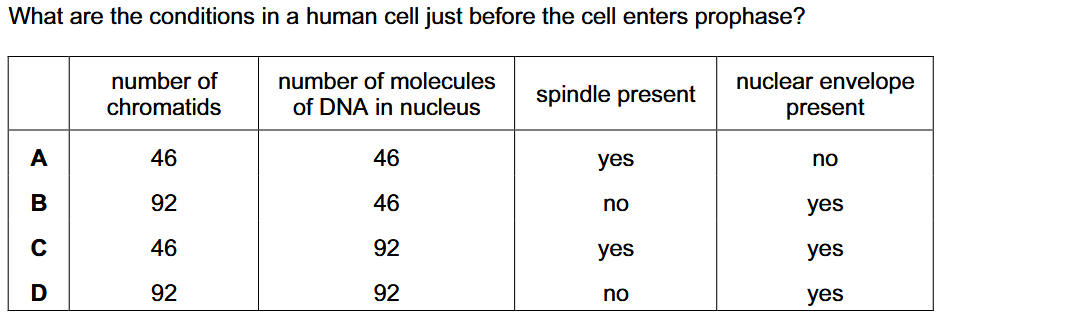 What are the conditions in a human cell just before the cell enters prophase?
number of chromatids number of molecules of DNA in nucleus spindle present nuclear envelope present
A 46 46 yes no
B 92 46 no yes
C 46 92 yes yes
D 92 92 no yes